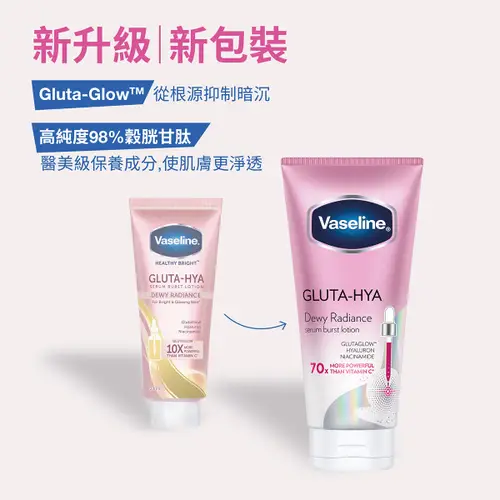 新升級|新包裝
Gluta-Glow™ 從根源抑制暗沉
高純度98%穀胱甘肽
醫美級保養成分,使肌膚更淨透
Vaseline.
HEALTHY BRIGHT™
GLUTA-HYA
SERUM BURST LOTION
DEWY RADIANCE
10X MORE POWERFUL
THAN VITAMIN C*
Vaseline.
GLUTA-HYA
Dewy Radiance
serum burst lotion
GLUTAGLOW™
HYALURON
NIACINAMIDE
70X MORE POWERFUL
THAN VITAMIN C*